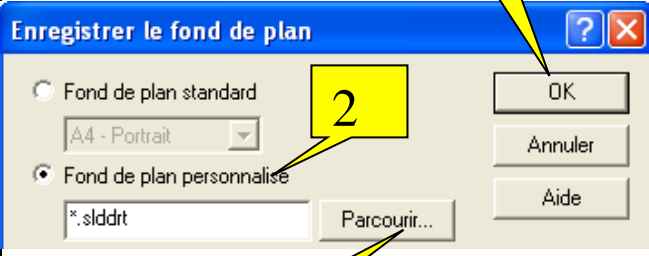 Enregistrer le fond de plan
?
Fond de plan standard
2
OK
A4 - Portrait
Annuler
Fond de plan personnalisé
Aide
*.slddrt
Parcourir...